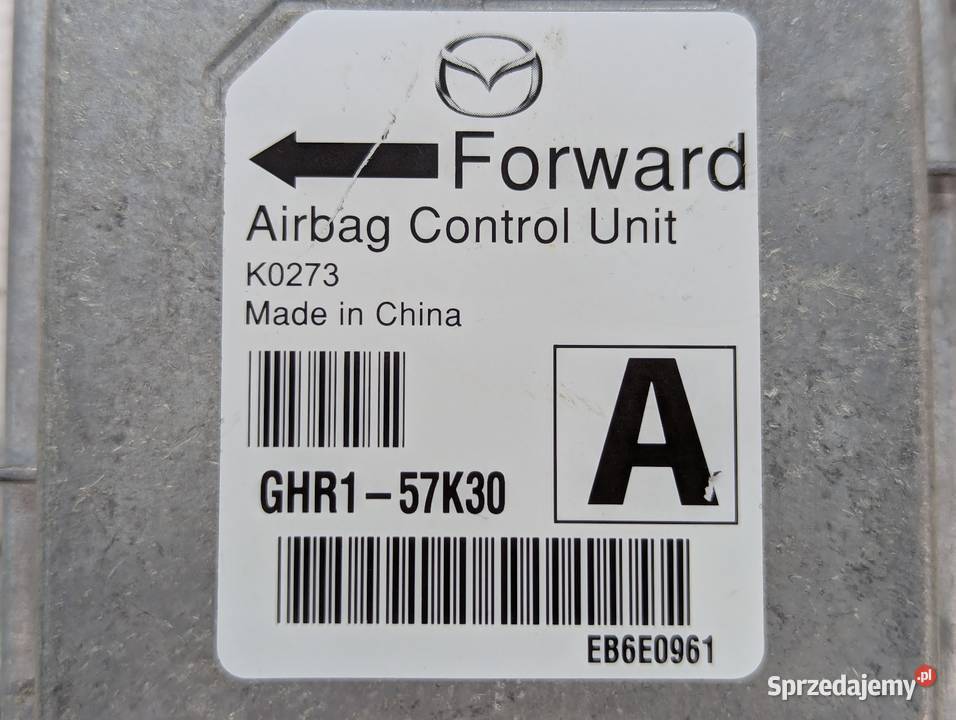 Forward
Airbag Control Unit
K0273
Made in China
A
GHR1-57K30
EB6E0961
Sprzedajemy.pl